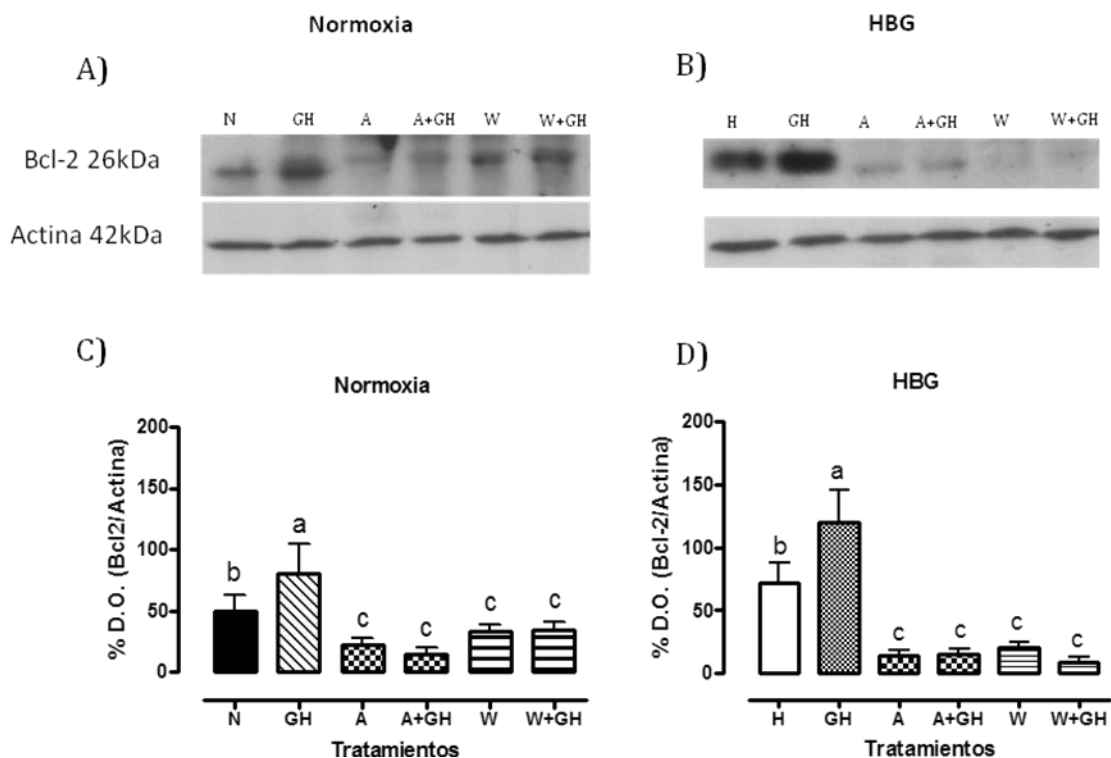 Normoxia
HBG
A)
B)
N GH A A+GH W W+GH
H GH A A+GH W W+GH
Bcl-2 26kDa
Actina 42kDa
C)
D)
Normoxia
HBG
% D.O. (Bcl2/Actina)
200
150
100
50
0
b
a
c
c
c
c
N GH A A+GH W W+GH
Tratamientos
% D.O. (Bcl-2/Actina)
200
150
100
50
0
b
a
c
c
c
c
H GH A A+GH W W+GH
Tratamientos